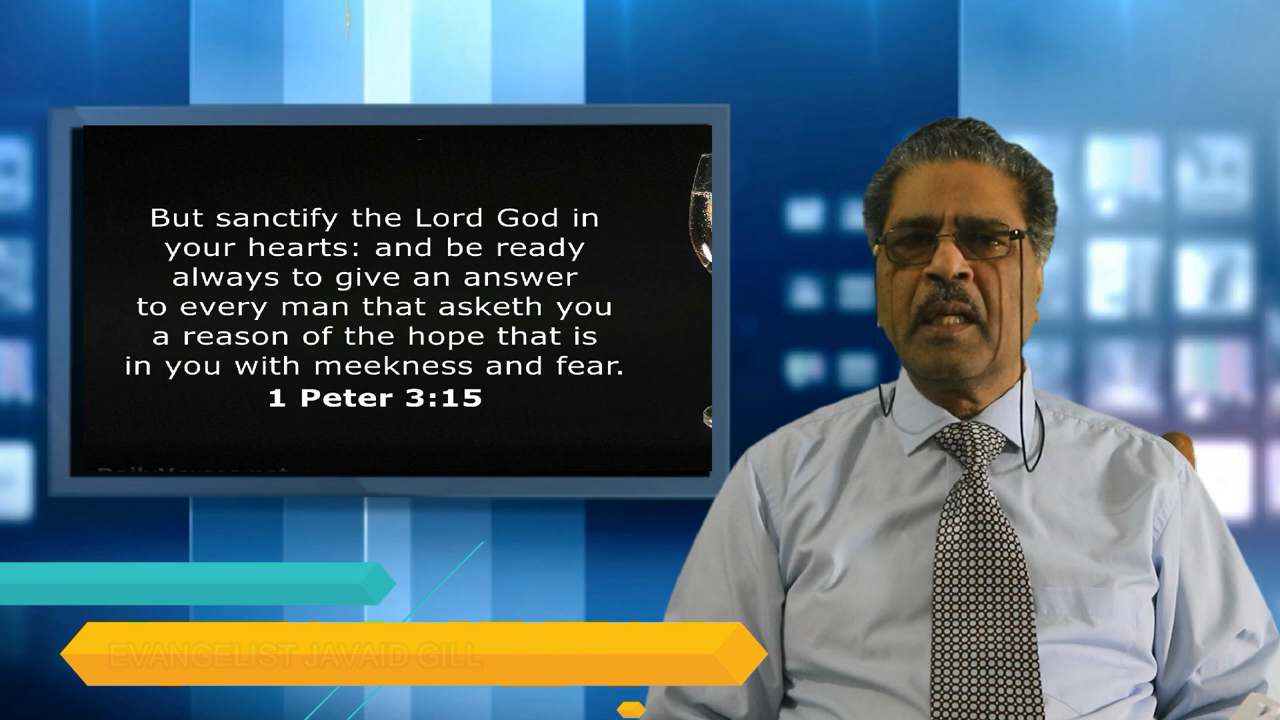 But sanctify the Lord God in
your hearts: and be ready
always to give an answer
to every man that asketh you
a reason of the hope that is
in you with meekness and fear.
1 Peter 3:15
EVANGELIST JAVAID GILL